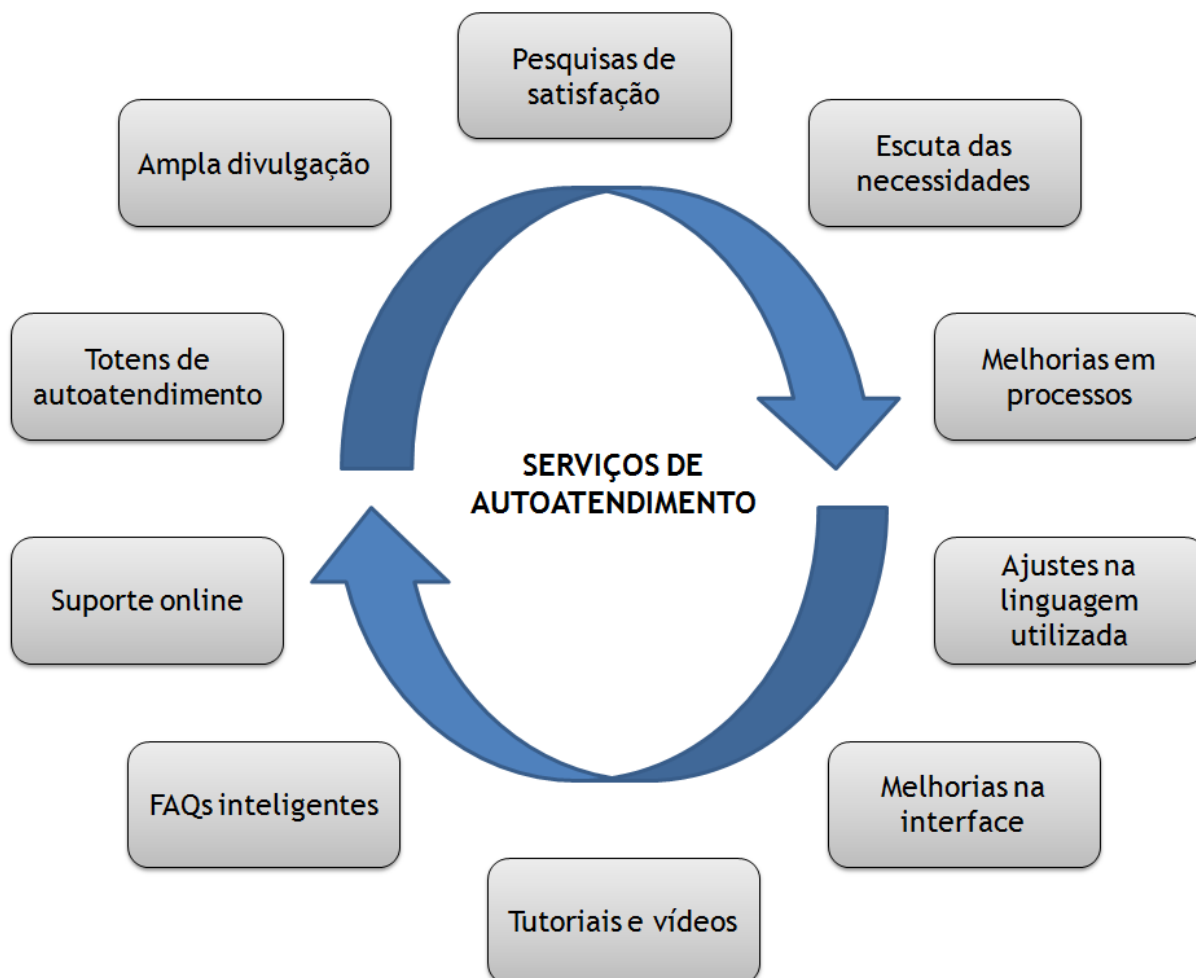 Pesquisas de
satisfação
Escuta das
necessidades
Melhorias em
processos
Ajustes na
linguagem
utilizada
Melhorias na
interface
Tutoriais e vídeos
FAQs inteligentes
Suporte online
Totens de
autoatendimento
Ampla divulgação
SERVIÇOS DE
AUTOATENDIMENTO